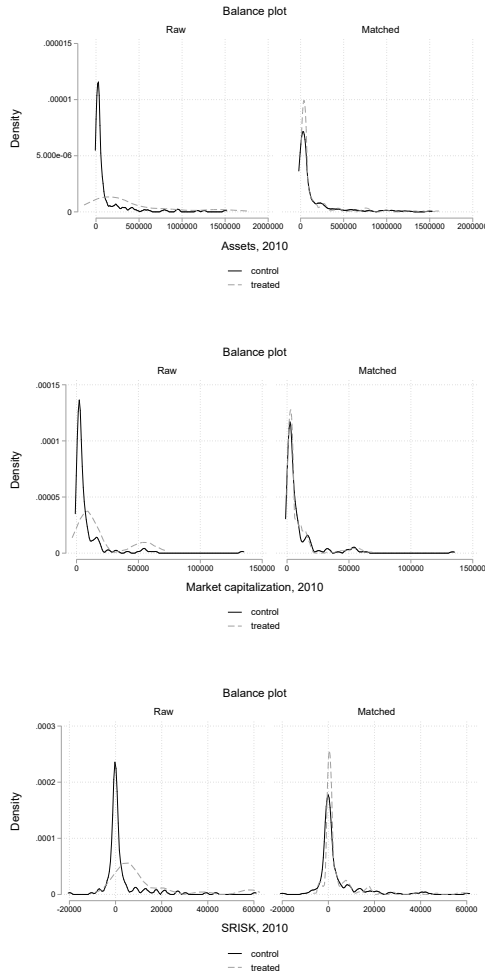 Balance plot
Raw Matched
.000015
.00001
5.000e-06
0
Density
0 500000 1000000 1500000 2000000 0 500000 1000000 1500000 2000000
Assets, 2010
control
treated
Balance plot
Raw Matched
.00015
.0001
.00005
0
Density
0 50000 100000 150000 0 50000 100000 150000
Market capitalization, 2010
control
treated
Balance plot
Raw Matched
.0003
.0002
.0001
0
Density
-20000 0 20000 40000 60000 -20000 0 20000 40000 60000
SRISK, 2010
control
treated